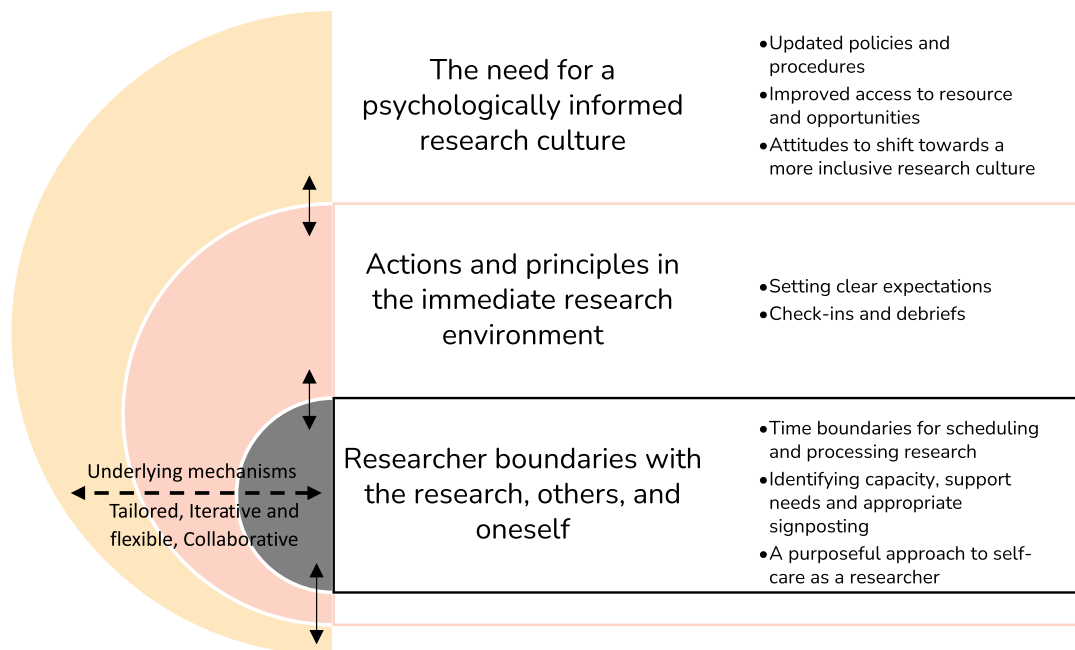 The need for a
psychologically informed
research culture
•Updated policies and
procedures
•Improved access to resource
and opportunities
•Attitudes to shift towards a
more inclusive research culture
Actions and principles in
the immediate research
environment
•Setting clear expectations
•Check-ins and debriefs
Researcher boundaries with
the research, others, and
oneself
•Time boundaries for scheduling
and processing research
•Identifying capacity, support
needs and appropriate
signposting
•A purposeful approach to self-
care as a researcher
Underlying mechanisms
Tailored, Iterative and
flexible, Collaborative